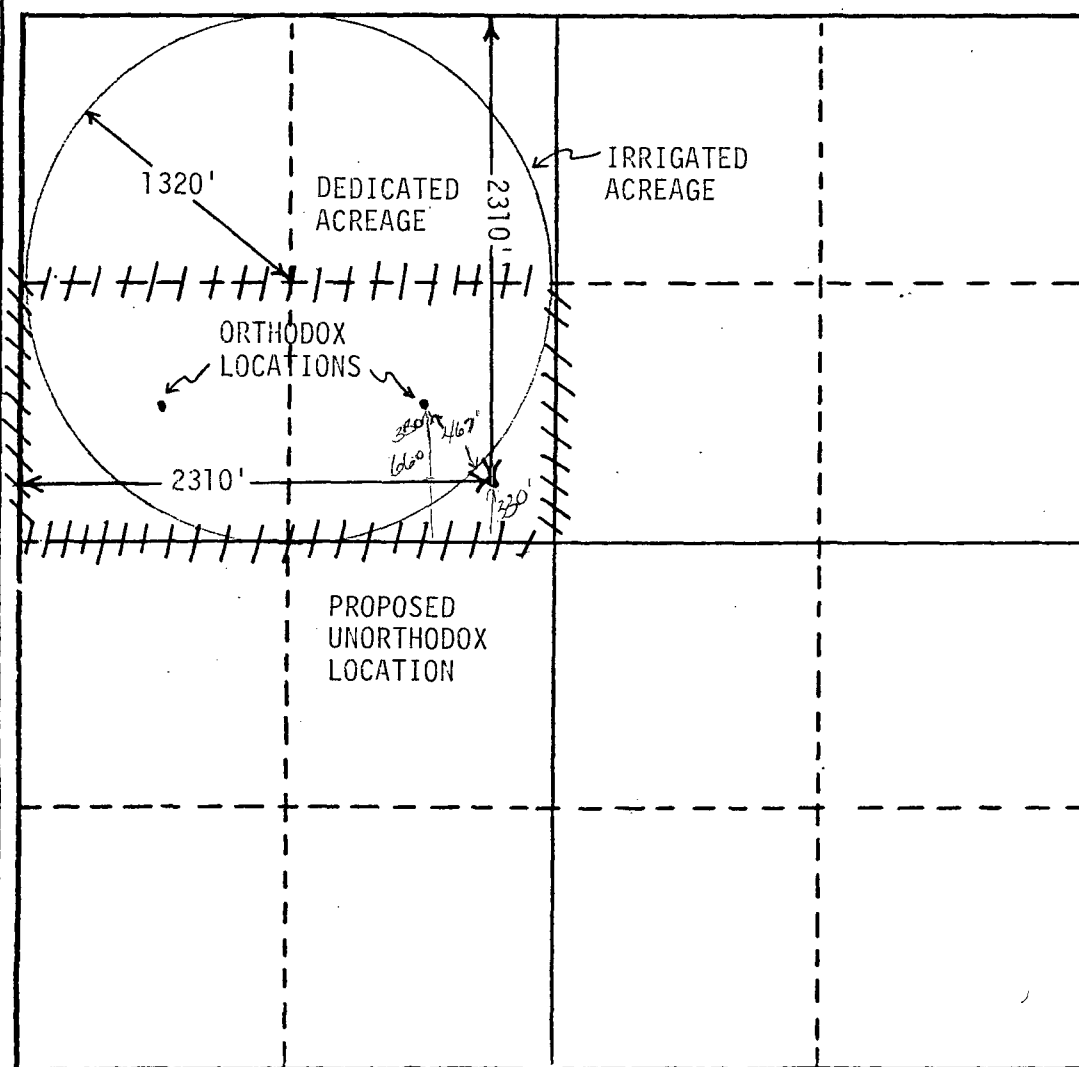 IRRIGATED
ACREAGE
1320'
DEDICATED
ACREAGE
2310'
ORTHODOX
LOCATIONS
467'
660
2310'
330'
PROPOSED
UNORTHODOX
LOCATION